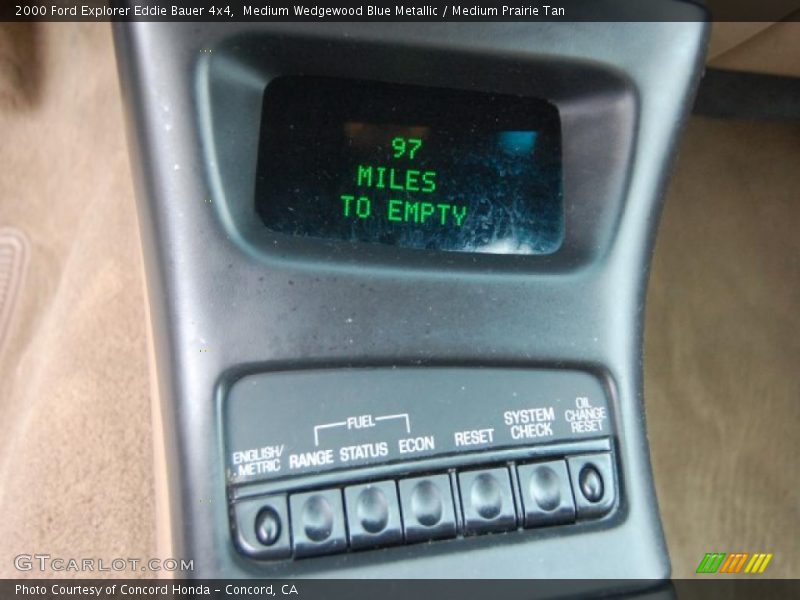 2000 Ford Explorer Eddie Bauer 4x4, Medium Wedgewood Blue Metallic / Medium Prairie Tan
97
MILES
TO EMPTY
FUEL
ENGLISH/
METRIC
RANGE
STATUS
ECON
RESET
SYSTEM
CHECK
OIL
CHANGE
RESET
GTCARLOT.COM
Photo Courtesy of Concord Honda - Concord, CA